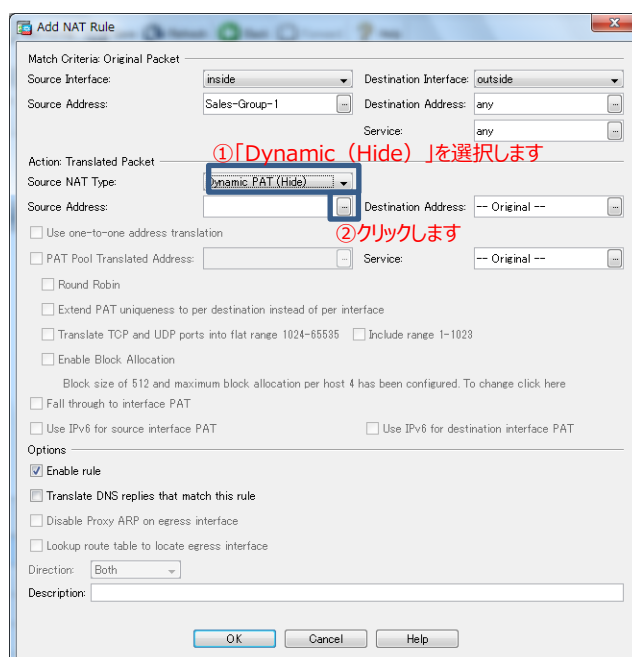 Add NAT Rule
Match Criteria: Original Packet
Source Interface: inside Destination Interface: outside
Source Address: Sales-Group-1 ... Destination Address: any ...
Service: any ...
①「Dynamic（Hide）」を選択します
Action: Translated Packet
Source NAT Type: Dynamic PAT (Hide)
Source Address: ... Destination Address: -- Original -- ...
②クリックします
Use one-to-one address translation
PAT Pool Translated Address: ... Service: -- Original -- ...
Round Robin
Extend PAT uniqueness to per destination instead of per interface
Translate TCP and UDP ports into flat range 1024-65535 Include range 1-1023
Enable Block Allocation
Block size of 512 and maximum block allocation per host 4 has been configured. To change click here
Fall through to interface PAT
Use IPv6 for source interface PAT Use IPv6 for destination interface PAT
Options
Enable rule
Translate DNS replies that match this rule
Disable Proxy ARP on egress interface
Lookup route table to locate egress interface
Direction: Both
Description:
OK Cancel Help